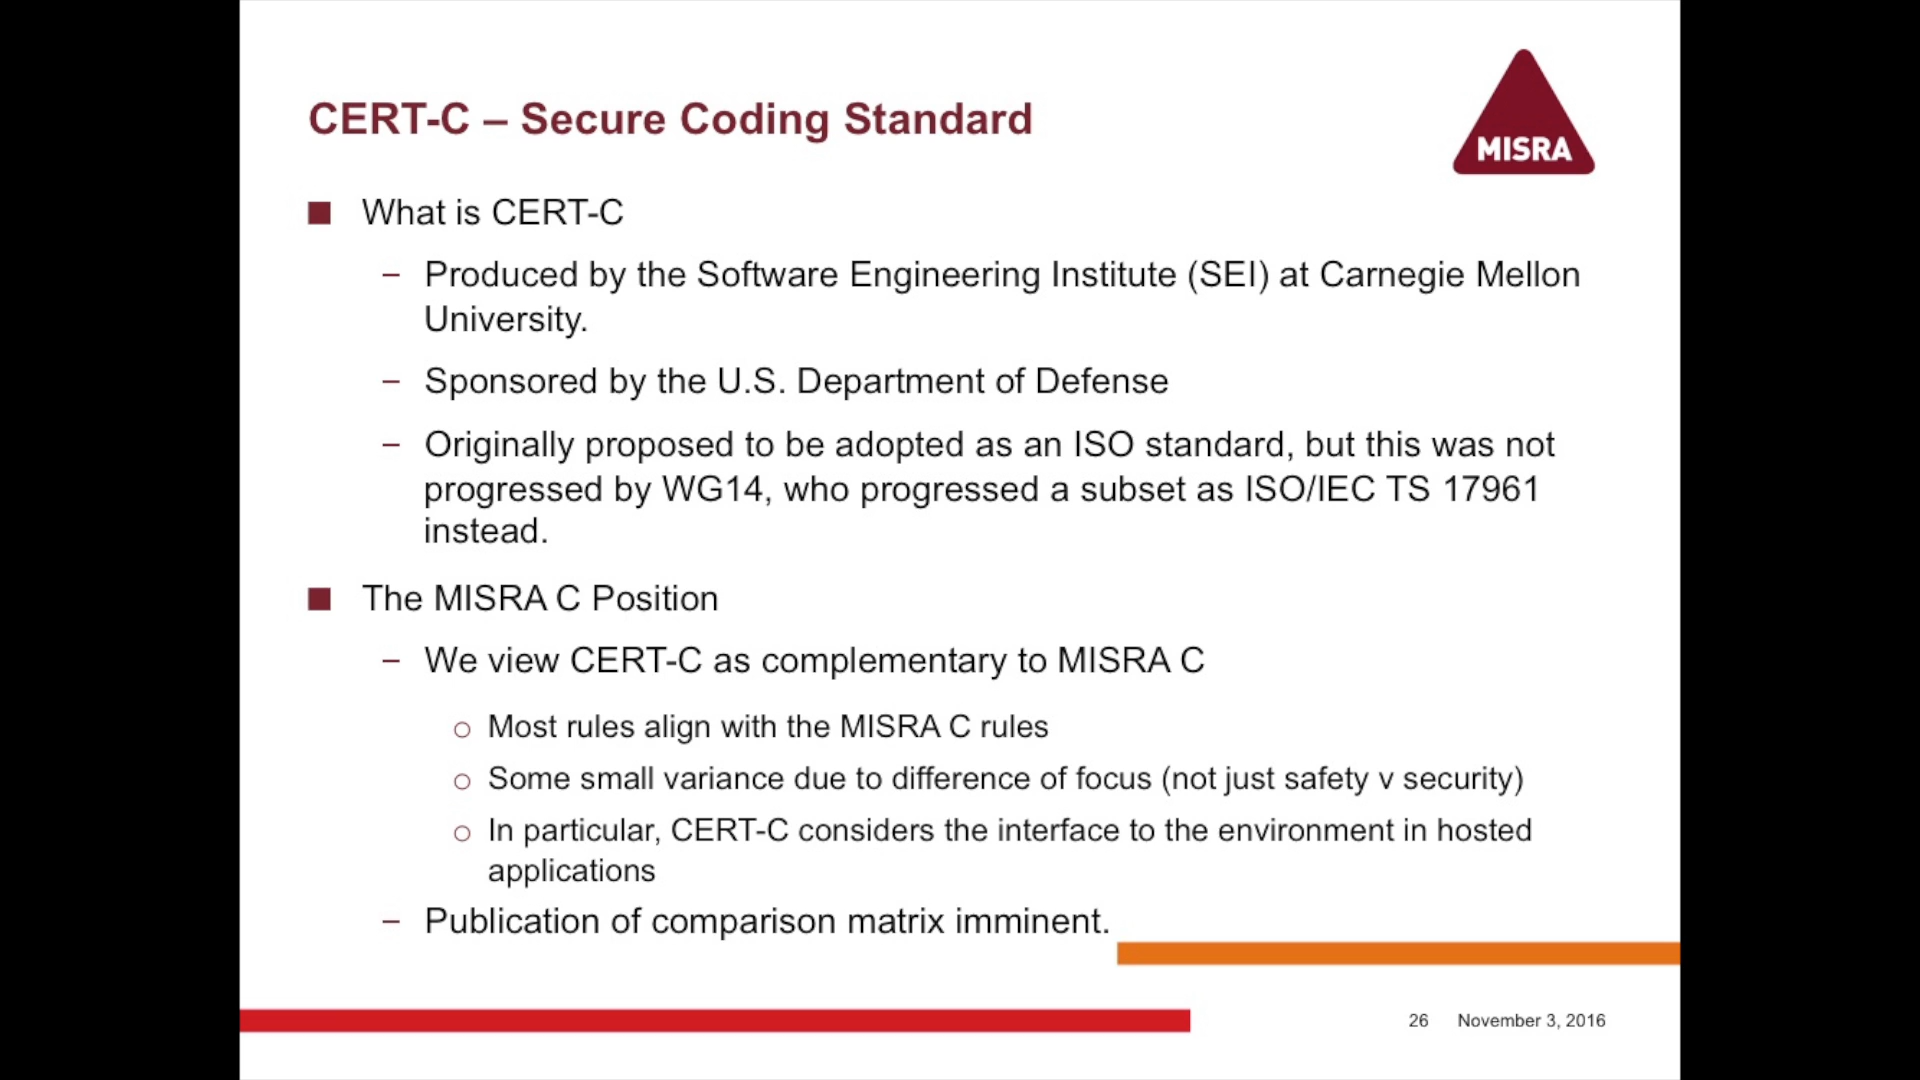 CERT-C – Secure Coding Standard
MISRA
■ What is CERT-C
– Produced by the Software Engineering Institute (SEI) at Carnegie Mellon
University.
– Sponsored by the U.S. Department of Defense
– Originally proposed to be adopted as an ISO standard, but this was not
progressed by WG14, who progressed a subset as ISO/IEC TS 17961
instead.
■ The MISRA C Position
– We view CERT-C as complementary to MISRA C
○ Most rules align with the MISRA C rules
○ Some small variance due to difference of focus (not just safety v security)
○ In particular, CERT-C considers the interface to the environment in hosted
applications
– Publication of comparison matrix imminent.
26 November 3, 2016